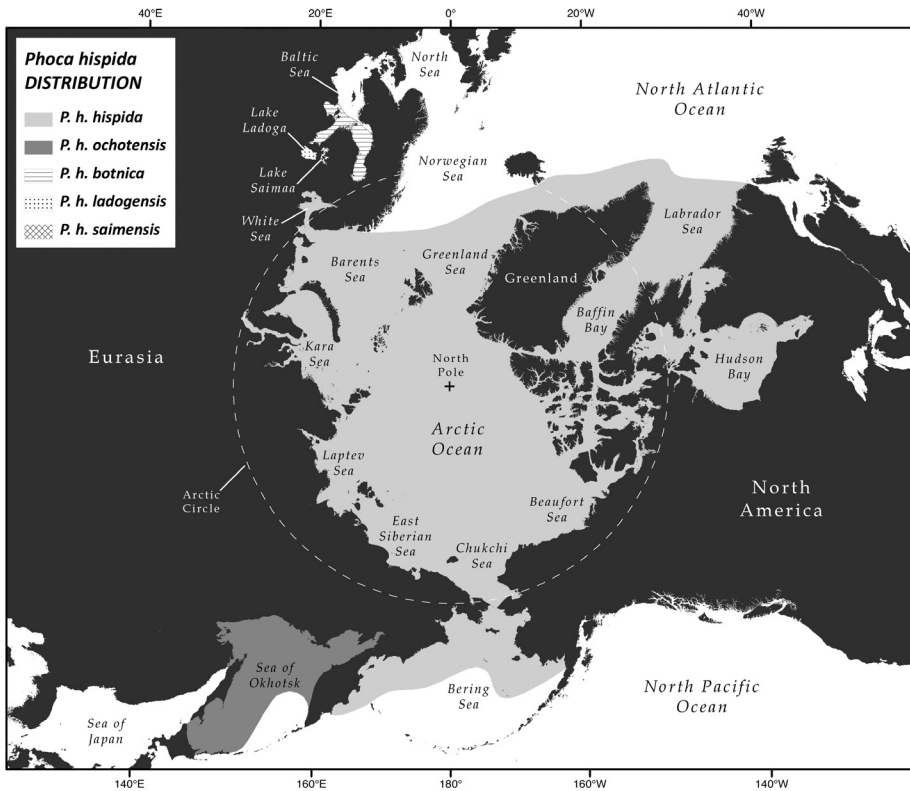 40°E 20°E 0° 20°W 40°W
Phoca hispida
DISTRIBUTION
P. h. hispida
P. h. ochotensis
P. h. botnica
P. h. ladogensis
P. h. saimensis
Baltic
Sea
North
Sea
North Atlantic
Ocean
Lake
Ladoga
Lake
Saimaa
Norwegian
Sea
White
Sea
Labrador
Sea
Barents
Sea
Greenland
Sea
Greenland
Baffin
Bay
Kara
Sea
Eurasia
North
Pole
+
Hudson
Bay
Arctic
Ocean
Laptev
Sea
Arctic
Circle
Beaufort
Sea
North
America
East
Siberian
Sea
Chukchi
Sea
Sea of
Okhotsk
Bering
Sea
North Pacific
Ocean
Sea of
Japan
140°E 160°E 180° 160°W 140°W